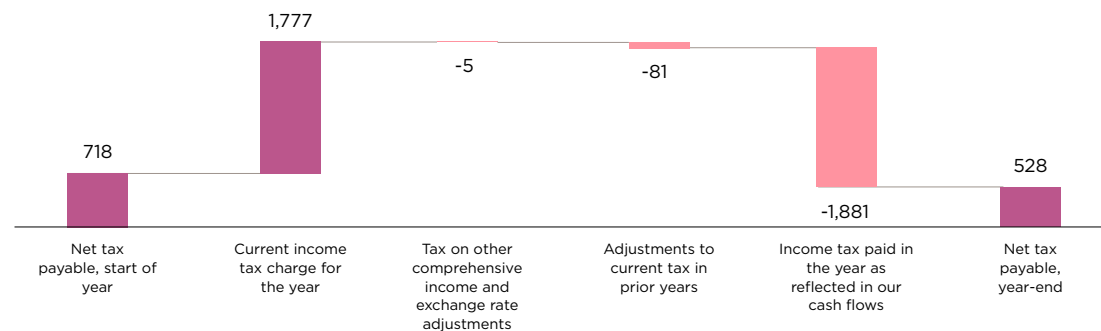 1,777
718
-5
-81
-1,881
528
Net tax
payable, start of
year
Current income
tax charge for
the year
Tax on other
comprehensive
income and
exchange rate
adjustments
Adjustments to
current tax in
prior years
Income tax paid in
the year as
reflected in our
cash flows
Net tax
payable,
year-end